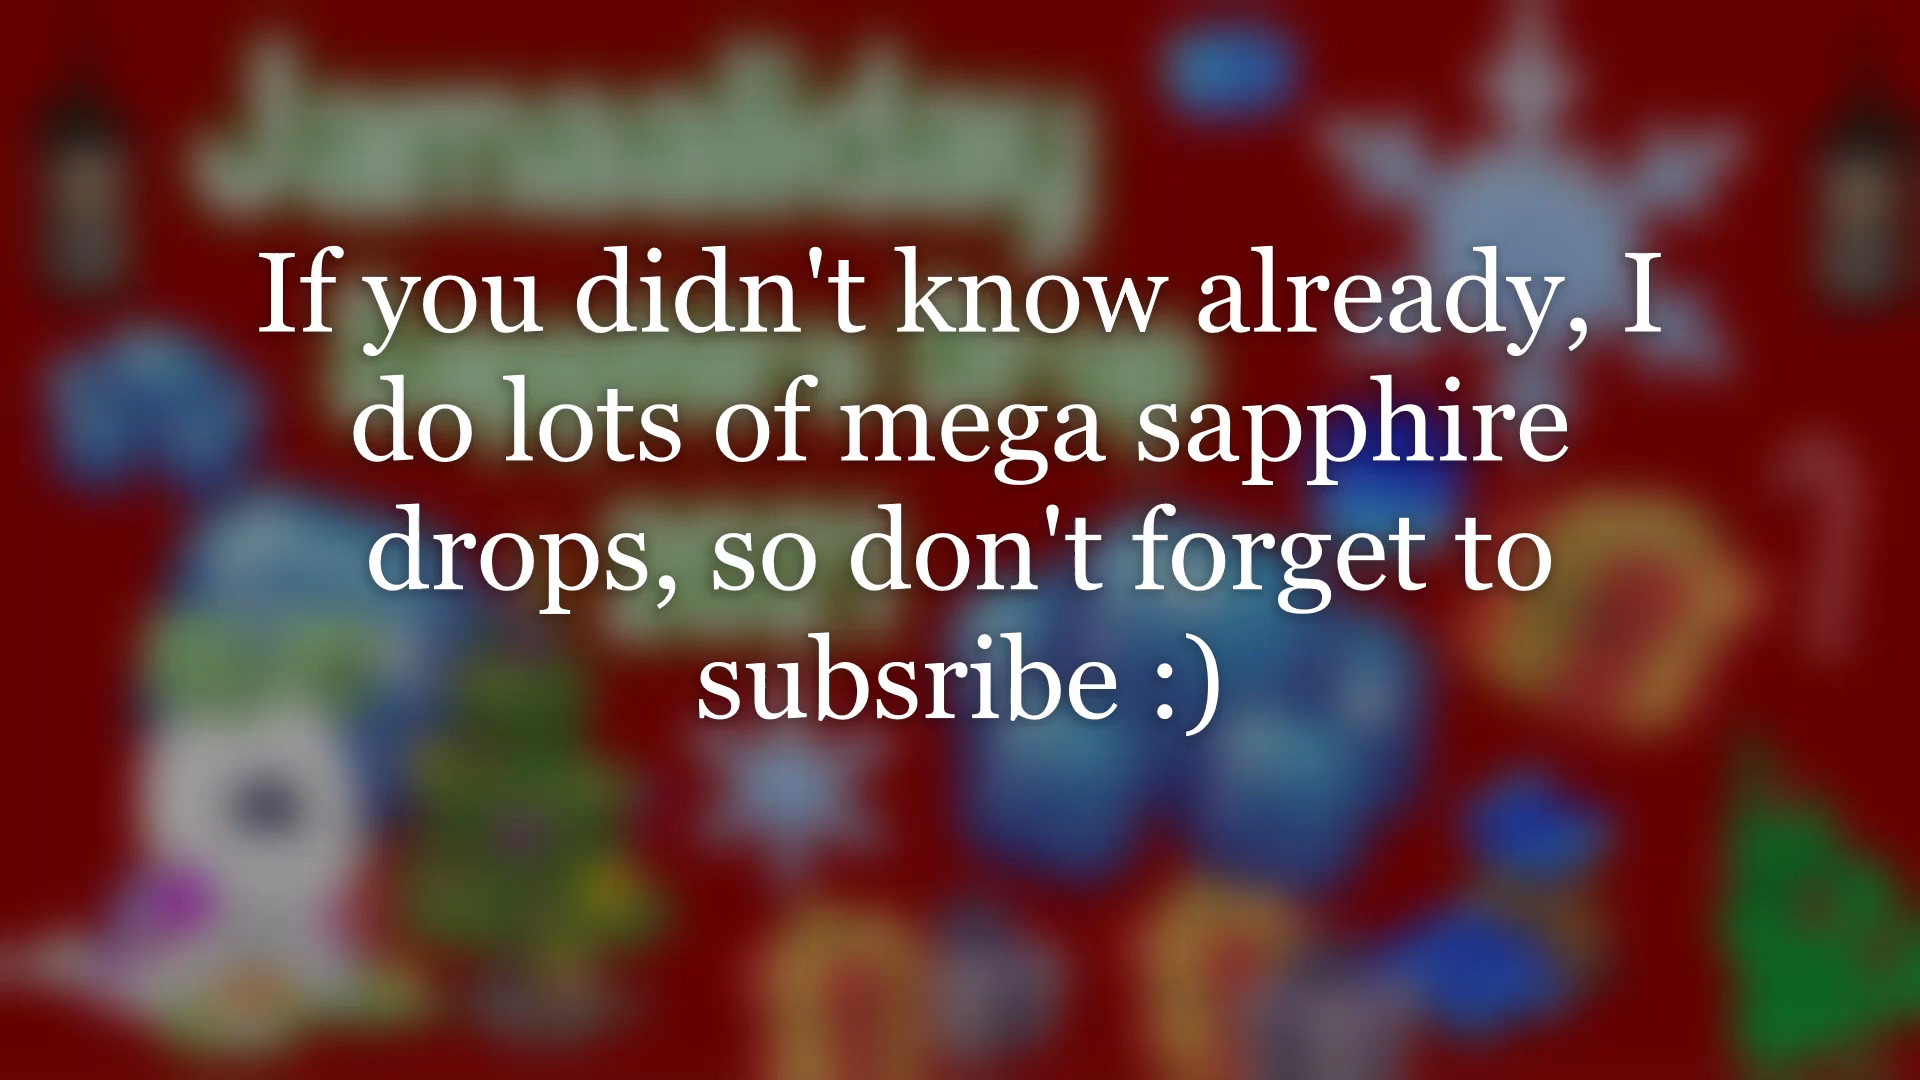 If you didn't know already, I
do lots of mega sapphire
drops, so don't forget to
subsribe :)